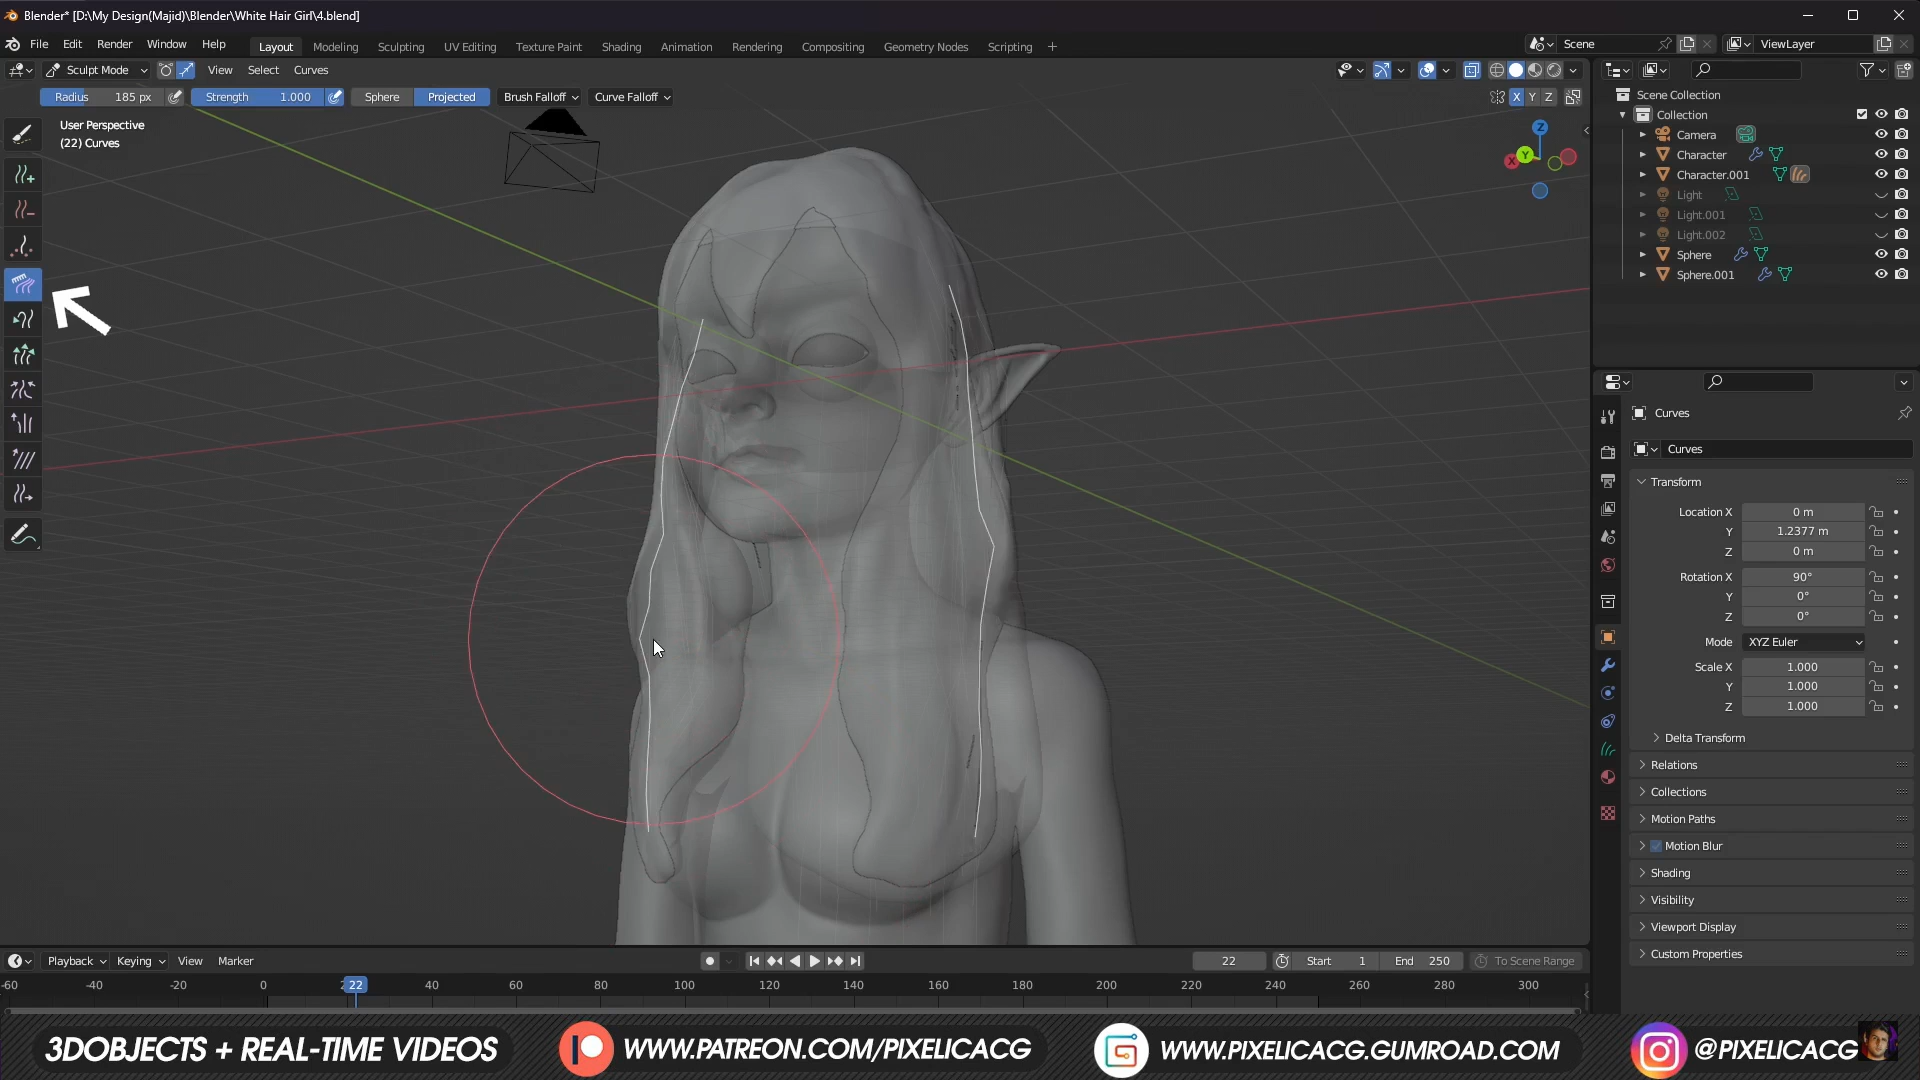 Blender* [D:\My Design(Majid)\Blender\White Hair Girl\4.blend]
File Edit Render Window Help
Layout Modeling Sculpting UV Editing Texture Paint Shading Animation Rendering Compositing Geometry Nodes Scripting +
Scene
ViewLayer
Sculpt Mode View Select Curves
Radius 185 px Strength 1.000 Sphere Projected Brush Falloff Curve Falloff
X Y Z
User Perspective
(22) Curves
Z
X
Y
Scene Collection
Collection
Camera
Character
Character.001
Light
Light.001
Light.002
Sphere
Sphere.001
Curves
Curves
Transform
Location X 0 m
Y 1.2377 m
Z 0 m
Rotation X 90°
Y 0°
Z 0°
Mode XYZ Euler
Scale X 1.000
Y 1.000
Z 1.000
Delta Transform
Relations
Collections
Motion Paths
Motion Blur
Shading
Visibility
Viewport Display
Custom Properties
Playback Keying View Marker
22 Start 1 End 250 To Scene Range
-60 -40 -20 0 22 40 60 80 100 120 140 160 180 200 220 240 260 280 300
3DOBJECTS + REAL-TIME VIDEOS
WWW.PATREON.COM/PIXELICACG
WWW.PIXELICACG.GUMROAD.COM
@PIXELICACG